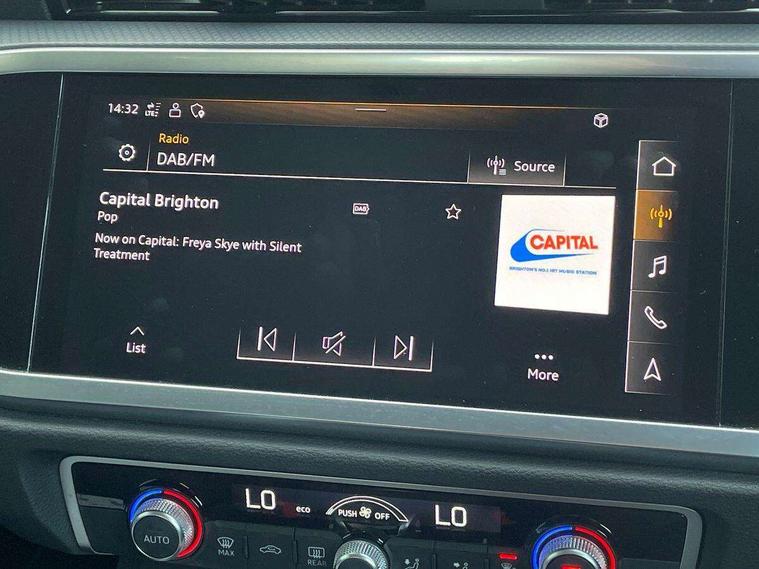 14:32 LTE
Radio
DAB/FM
Source
Capital Brighton
DAB
Pop
Now on Capital: Freya Skye with Silent
Treatment
CAPITAL
BRIGHTON'S NO.1 HIT MUSIC STATION
List
More
LO eco PUSH OFF LO
AUTO
MAX
REAR